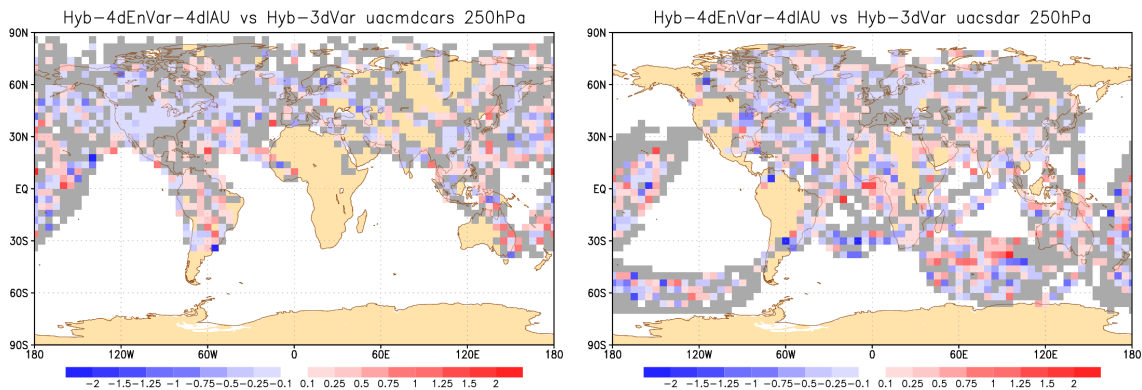 Hyb-4dEnVar-4dIAU vs Hyb-3dVar uacmdcars 250hPa
90N
60N
30N
EQ
30S
60S
90S
180 120W 60W 0 60E 120E 180
-2 -1.5 -1.25 -1 -0.75 -0.5 -0.25 -0.1 0.1 0.25 0.5 0.75 1 1.25 1.5 2
Hyb-4dEnVar-4dIAU vs Hyb-3dVar uacsdar 250hPa
90N
60N
30N
EQ
30S
60S
90S
180 120W 60W 0 60E 120E 180
-2 -1.5 -1.25 -1 -0.75 -0.5 -0.25 -0.1 0.1 0.25 0.5 0.75 1 1.25 1.5 2